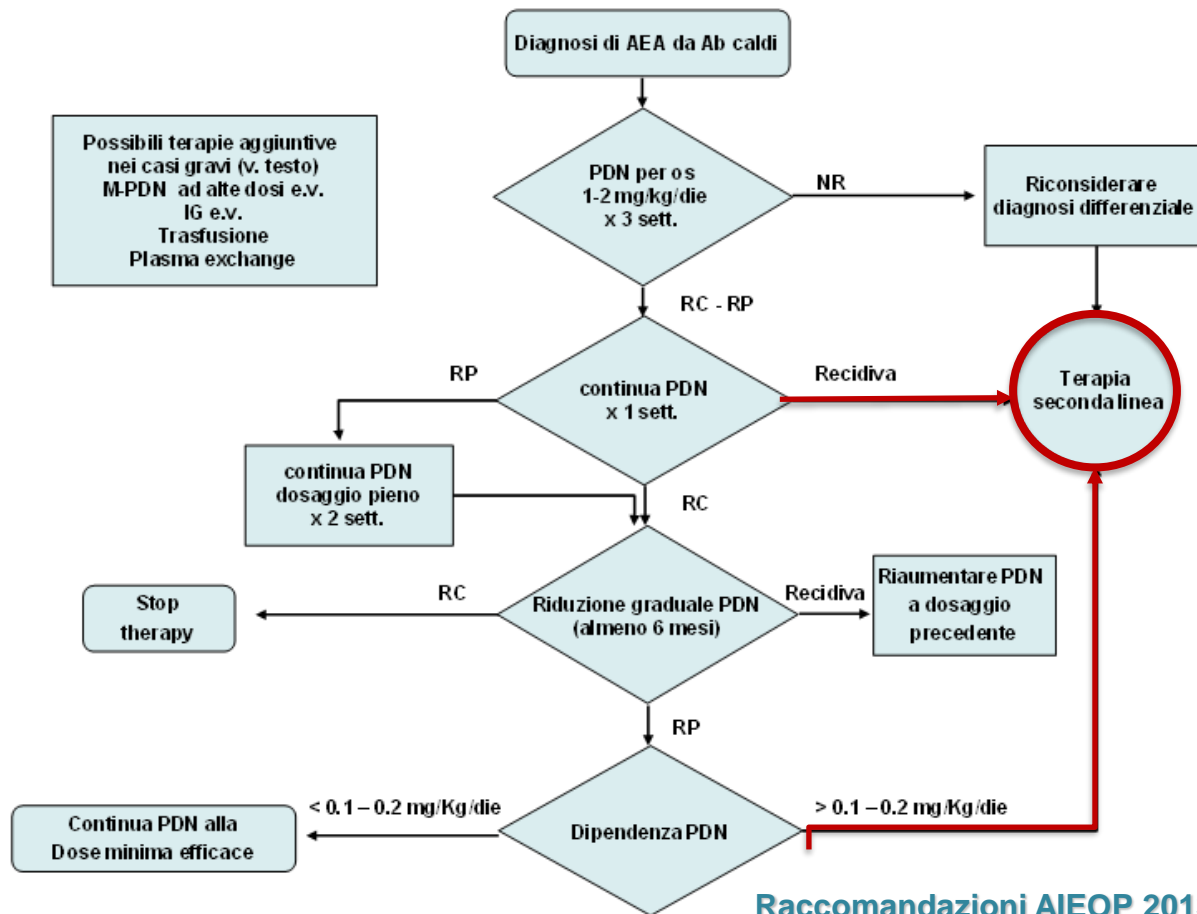 Diagnosi di AEA da Ab caldi
Possibili terapie aggiuntive
nei casi gravi (v. testo)
M-PDN ad alte dosi e.v.
IG e.v.
Trasfusione
Plasma exchange
PDN per os
1-2 mg/kg/die
x 3 sett.
NR
Riconsiderare
diagnosi differenziale
RC - RP
RP
continua PDN
x 1 sett.
Recidiva
Terapia
seconda linea
continua PDN
dosaggio pieno
x 2 sett.
RC
Stop
therapy
RC
Riduzione graduale PDN
(almeno 6 mesi)
Recidiva
Riaumentare PDN
a dosaggio
precedente
RP
Continua PDN alla
Dose minima efficace
< 0.1 – 0.2 mg/Kg/die
Dipendenza PDN
> 0.1 – 0.2 mg/Kg/die
Raccomandazioni AIEOP 201